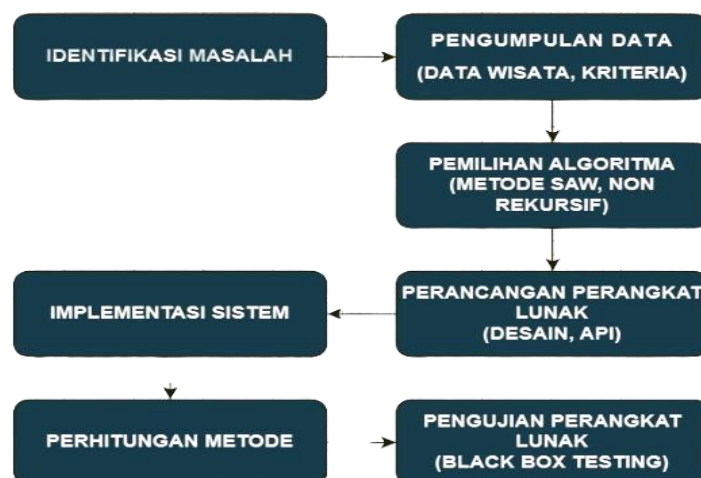 IDENTIFIKASI MASALAH
PENGUMPULAN DATA
(DATA WISATA, KRITERIA)
PEMILIHAN ALGORITMA
(METODE SAW, NON
REKURSIF)
PERANCANGAN PERANGKAT
LUNAK
(DESAIN, API)
IMPLEMENTASI SISTEM
PERHITUNGAN METODE
PENGUJIAN PERANGKAT
LUNAK
(BLACK BOX TESTING)